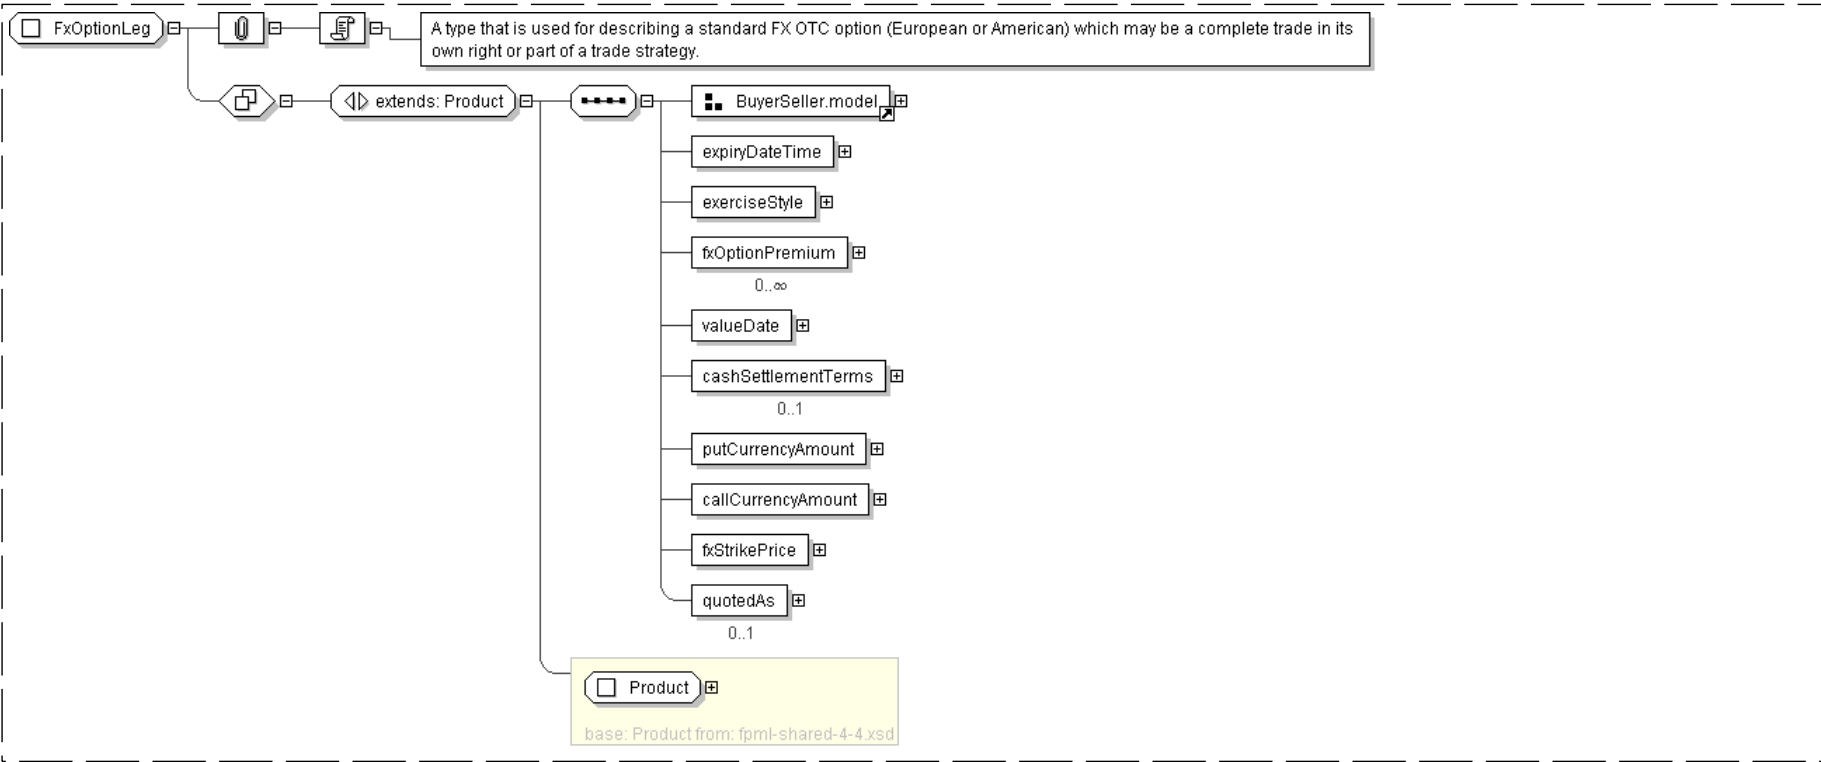 FxOptionLeg
A type that is used for describing a standard FX OTC option (European or American) which may be a complete trade in its
own right or part of a trade strategy.
extends: Product
BuyerSeller.model
expiryDateTime
exerciseStyle
fxOptionPremium
0..∞
valueDate
cashSettlementTerms
0..1
putCurrencyAmount
callCurrencyAmount
fxStrikePrice
quotedAs
0..1
Product
base: Product from: fpml-shared-4-4.xsd